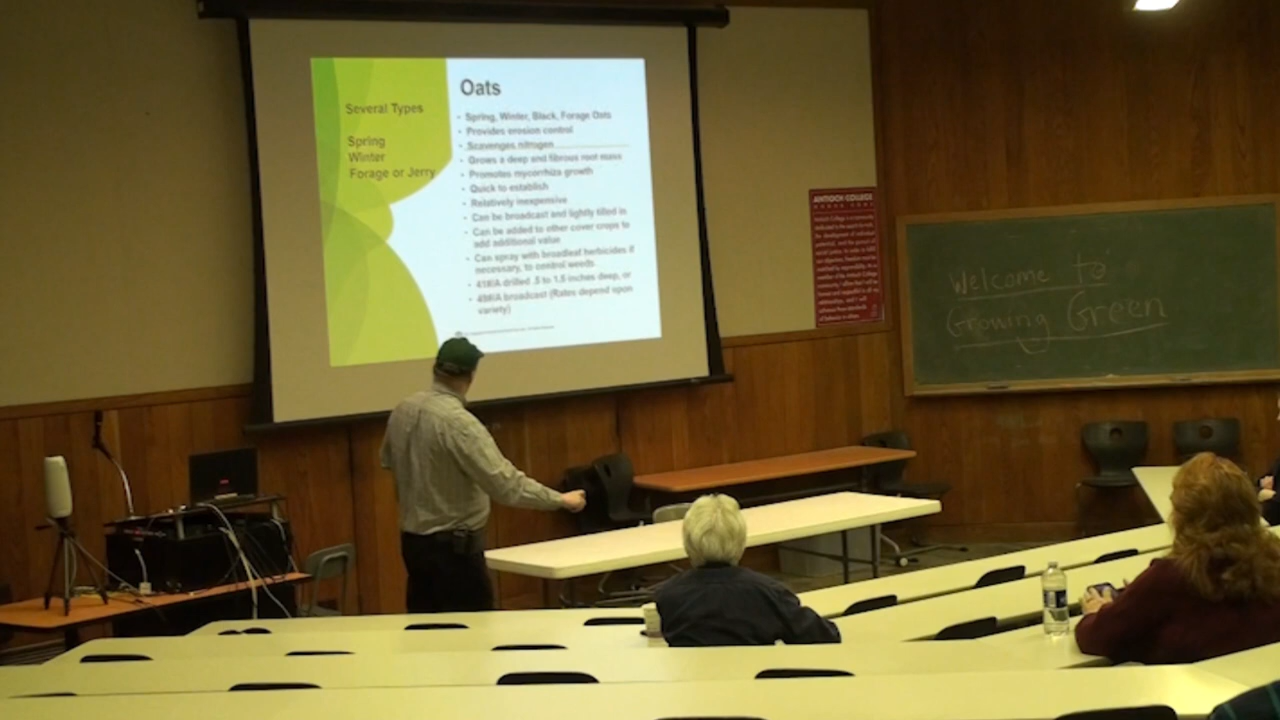 Several Types
Spring
Winter
Forage or Jerry
Oats
• Spring, Winter, Black, Forage Oats
• Provides erosion control
• Scavenges nitrogen
• Grows a deep and fibrous root mass
• Promotes mycorrhiza growth
• Quick to establish
• Relatively inexpensive
• Can be broadcast and lightly tilled in
• Can be added to other cover crops to
add additional value
• Can spray with broadleaf herbicides if
necessary, to control weeds
• 41#/A drilled .5 to 1.5 inches deep, or
• 49#/A broadcast (Rates depend upon
variety)
ANTIOCH COLLEGE
Welcome to
Growing Green